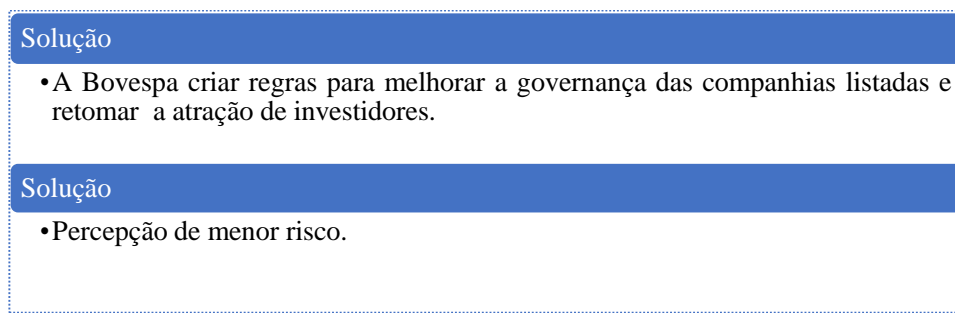 Solução
•A Bovespa criar regras para melhorar a governança das companhias listadas e
retomar a atração de investidores.
Solução
•Percepção de menor risco.